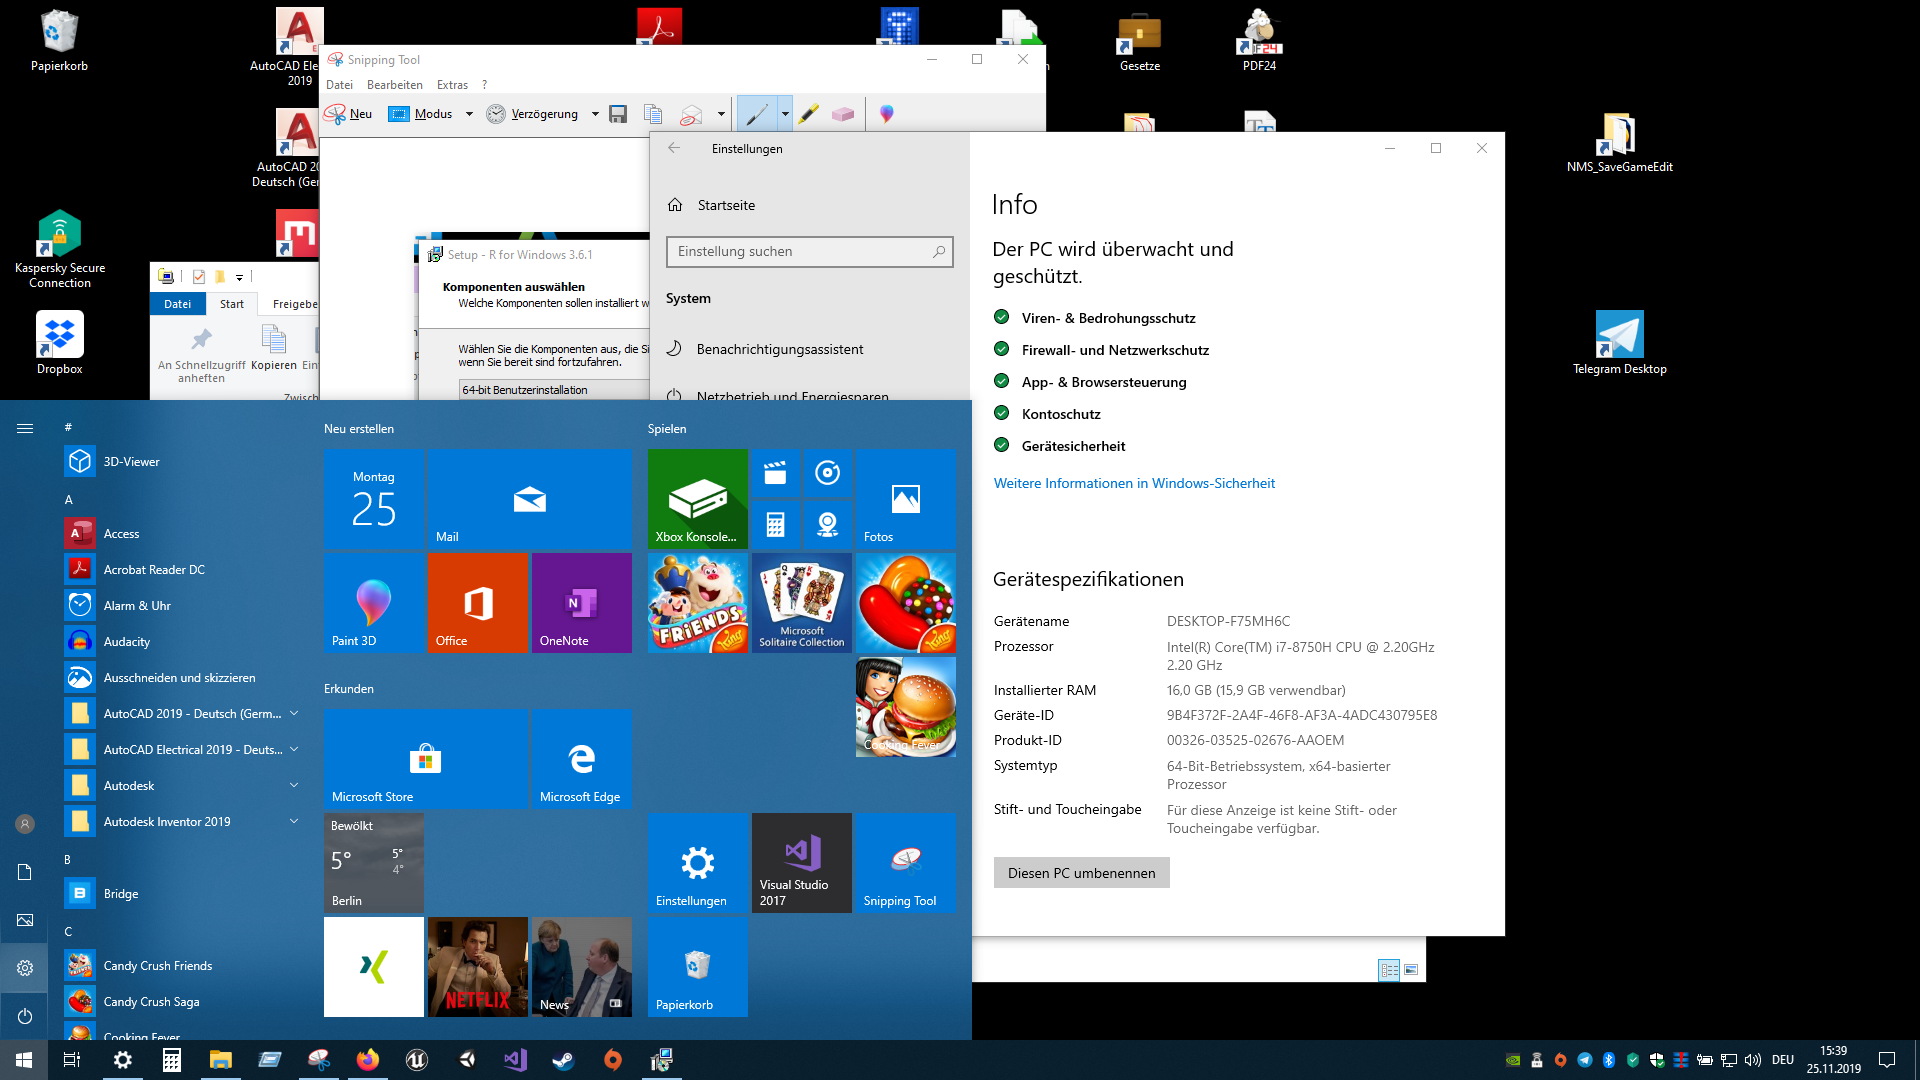 Papierkorb
AutoCAD Ele
2019
Gesetze
PDF24
AutoCAD 20
Deutsch (Ger
NMS_SaveGameEdit
Kaspersky Secure
Connection
Dropbox
Telegram Desktop
Snipping Tool
Datei Bearbeiten Extras ?
Neu Modus Verzögerung
Datei Start Freigebe
An Schnellzugriff
anheften
Kopieren Ein
Zwisch
Setup - R for Windows 3.6.1
Komponenten auswählen
Welche Komponenten sollen installiert w
Wählen Sie die Komponenten aus, die Si
wenn Sie bereit sind fortzufahren.
64-bit Benutzerinstallation
Einstellungen
Startseite
Einstellung suchen
System
Benachrichtigungsassistent
Netzbetrieb und Energiesparen
Info
Der PC wird überwacht und
geschützt.
Viren- & Bedrohungsschutz
Firewall- und Netzwerkschutz
App- & Browsersteuerung
Kontoschutz
Gerätesicherheit
Weitere Informationen in Windows-Sicherheit
Gerätespezifikationen
Gerätename DESKTOP-F75MH6C
Prozessor Intel(R) Core(TM) i7-8750H CPU @ 2.20GHz
2.20 GHz
Installierter RAM 16,0 GB (15,9 GB verwendbar)
Geräte-ID 9B4F372F-2A4F-46F8-AF3A-4ADC430795E8
Produkt-ID 00326-03525-02676-AAOEM
Systemtyp 64-Bit-Betriebssystem, x64-basierter
Prozessor
Stift- und Toucheingabe Für diese Anzeige ist keine Stift- oder
Toucheingabe verfügbar.
Diesen PC umbenennen
#
3D-Viewer
A
Access
Acrobat Reader DC
Alarm & Uhr
Audacity
Ausschneiden und skizzieren
AutoCAD 2019 - Deutsch (Germ...
AutoCAD Electrical 2019 - Deuts...
Autodesk
Autodesk Inventor 2019
B
Bridge
C
Candy Crush Friends
Candy Crush Saga
Cooking Fever
Neu erstellen
Montag
25
Mail
Paint 3D
Office
OneNote
Erkunden
Microsoft Store
Microsoft Edge
Bewölkt
5° 5°
4°
Berlin
NETFLIX
News
Spielen
Xbox Konsole...
Fotos
FRIENDS
King
Microsoft
Solitaire Collection
King
Cooking Fever
Einstellungen
Visual Studio
2017
Snipping Tool
Papierkorb
DEU
15:39
25.11.2019